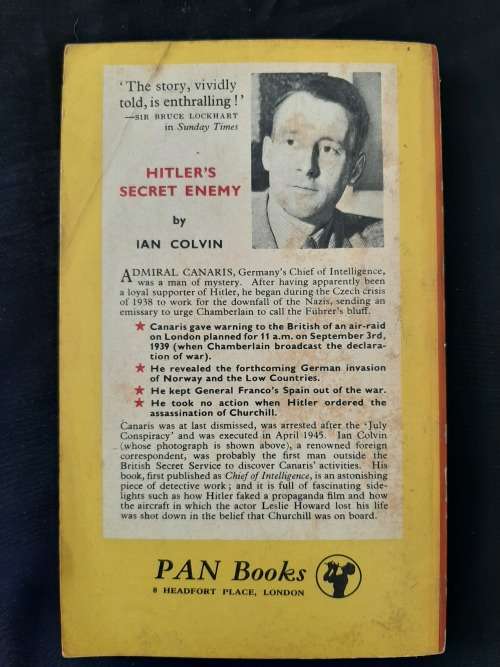 'The story, vividly
told, is enthralling!'
—SIR BRUCE LOCKHART
in Sunday Times
HITLER'S
SECRET ENEMY
by
IAN COLVIN
ADMIRAL CANARIS, Germany's Chief of Intelligence,
was a man of mystery. After having apparently been
a loyal supporter of Hitler, he began during the Czech crisis
of 1938 to work for the downfall of the Nazis, sending an
emissary to urge Chamberlain to call the Führer's bluff.
★ Canaris gave warning to the British of an air-raid
on London planned for 11 a.m. on September 3rd,
1939 (when Chamberlain broadcast the declara-
tion of war).
★ He revealed the forthcoming German invasion
of Norway and the Low Countries.
★ He kept General Franco's Spain out of the war.
★ He took no action when Hitler ordered the
assassination of Churchill.
Canaris was at last dismissed, was arrested after the 'July
Conspiracy' and was executed in April 1945. Ian Colvin
(whose photograph is shown above), a renowned foreign
correspondent, was probably the first man outside the
British Secret Service to discover Canaris' activities. His
book, first published as Chief of Intelligence, is an astonishing
piece of detective work; and it is full of fascinating side-
lights such as how Hitler faked a propaganda film and how
the aircraft in which the actor Leslie Howard lost his life
was shot down in the belief that Churchill was on board.
PAN Books
8 HEADFORT PLACE, LONDON